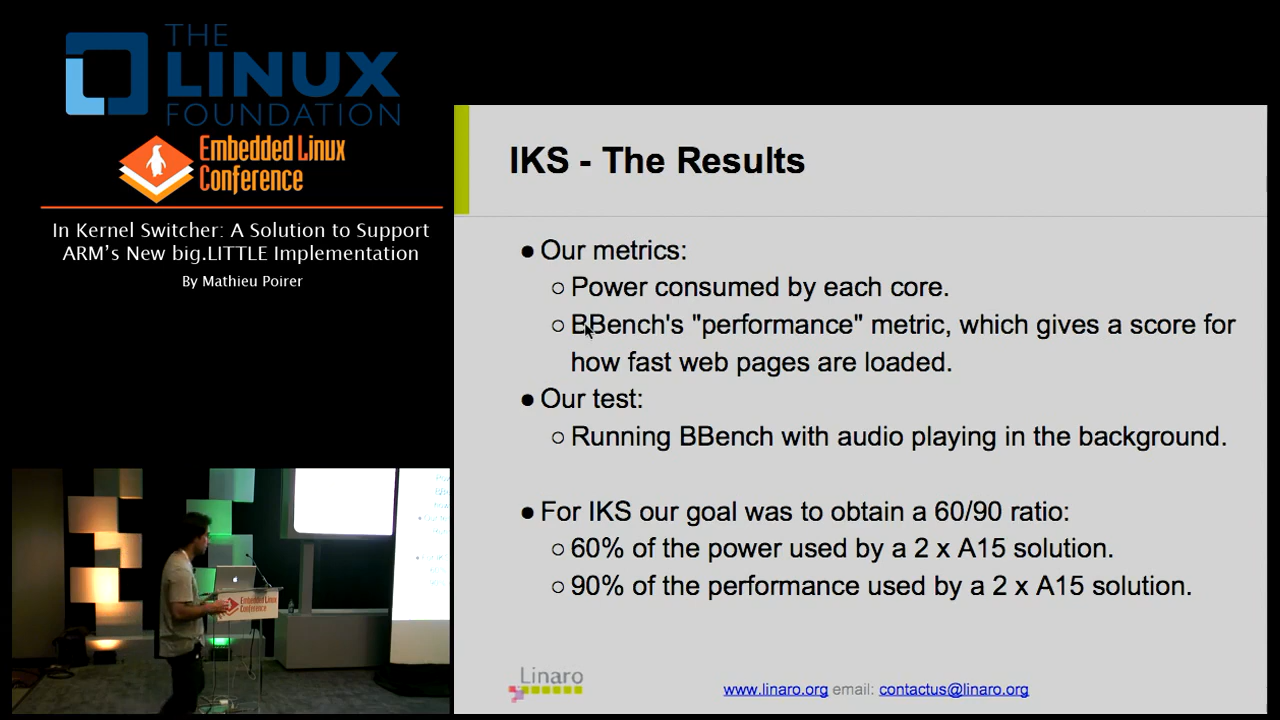 THE
LINUX
FOUNDATION
Embedded Linux
Conference
In Kernel Switcher: A Solution to Support
ARM's New big.LITTLE Implementation
By Mathieu Poirer
IKS - The Results
● Our metrics:
○ Power consumed by each core.
○ BBench's "performance" metric, which gives a score for
how fast web pages are loaded.
● Our test:
○ Running BBench with audio playing in the background.
● For IKS our goal was to obtain a 60/90 ratio:
○ 60% of the power used by a 2 x A15 solution.
○ 90% of the performance used by a 2 x A15 solution.
Linaro
www.linaro.org email: contactus@linaro.org
Embedded Linux
Conference